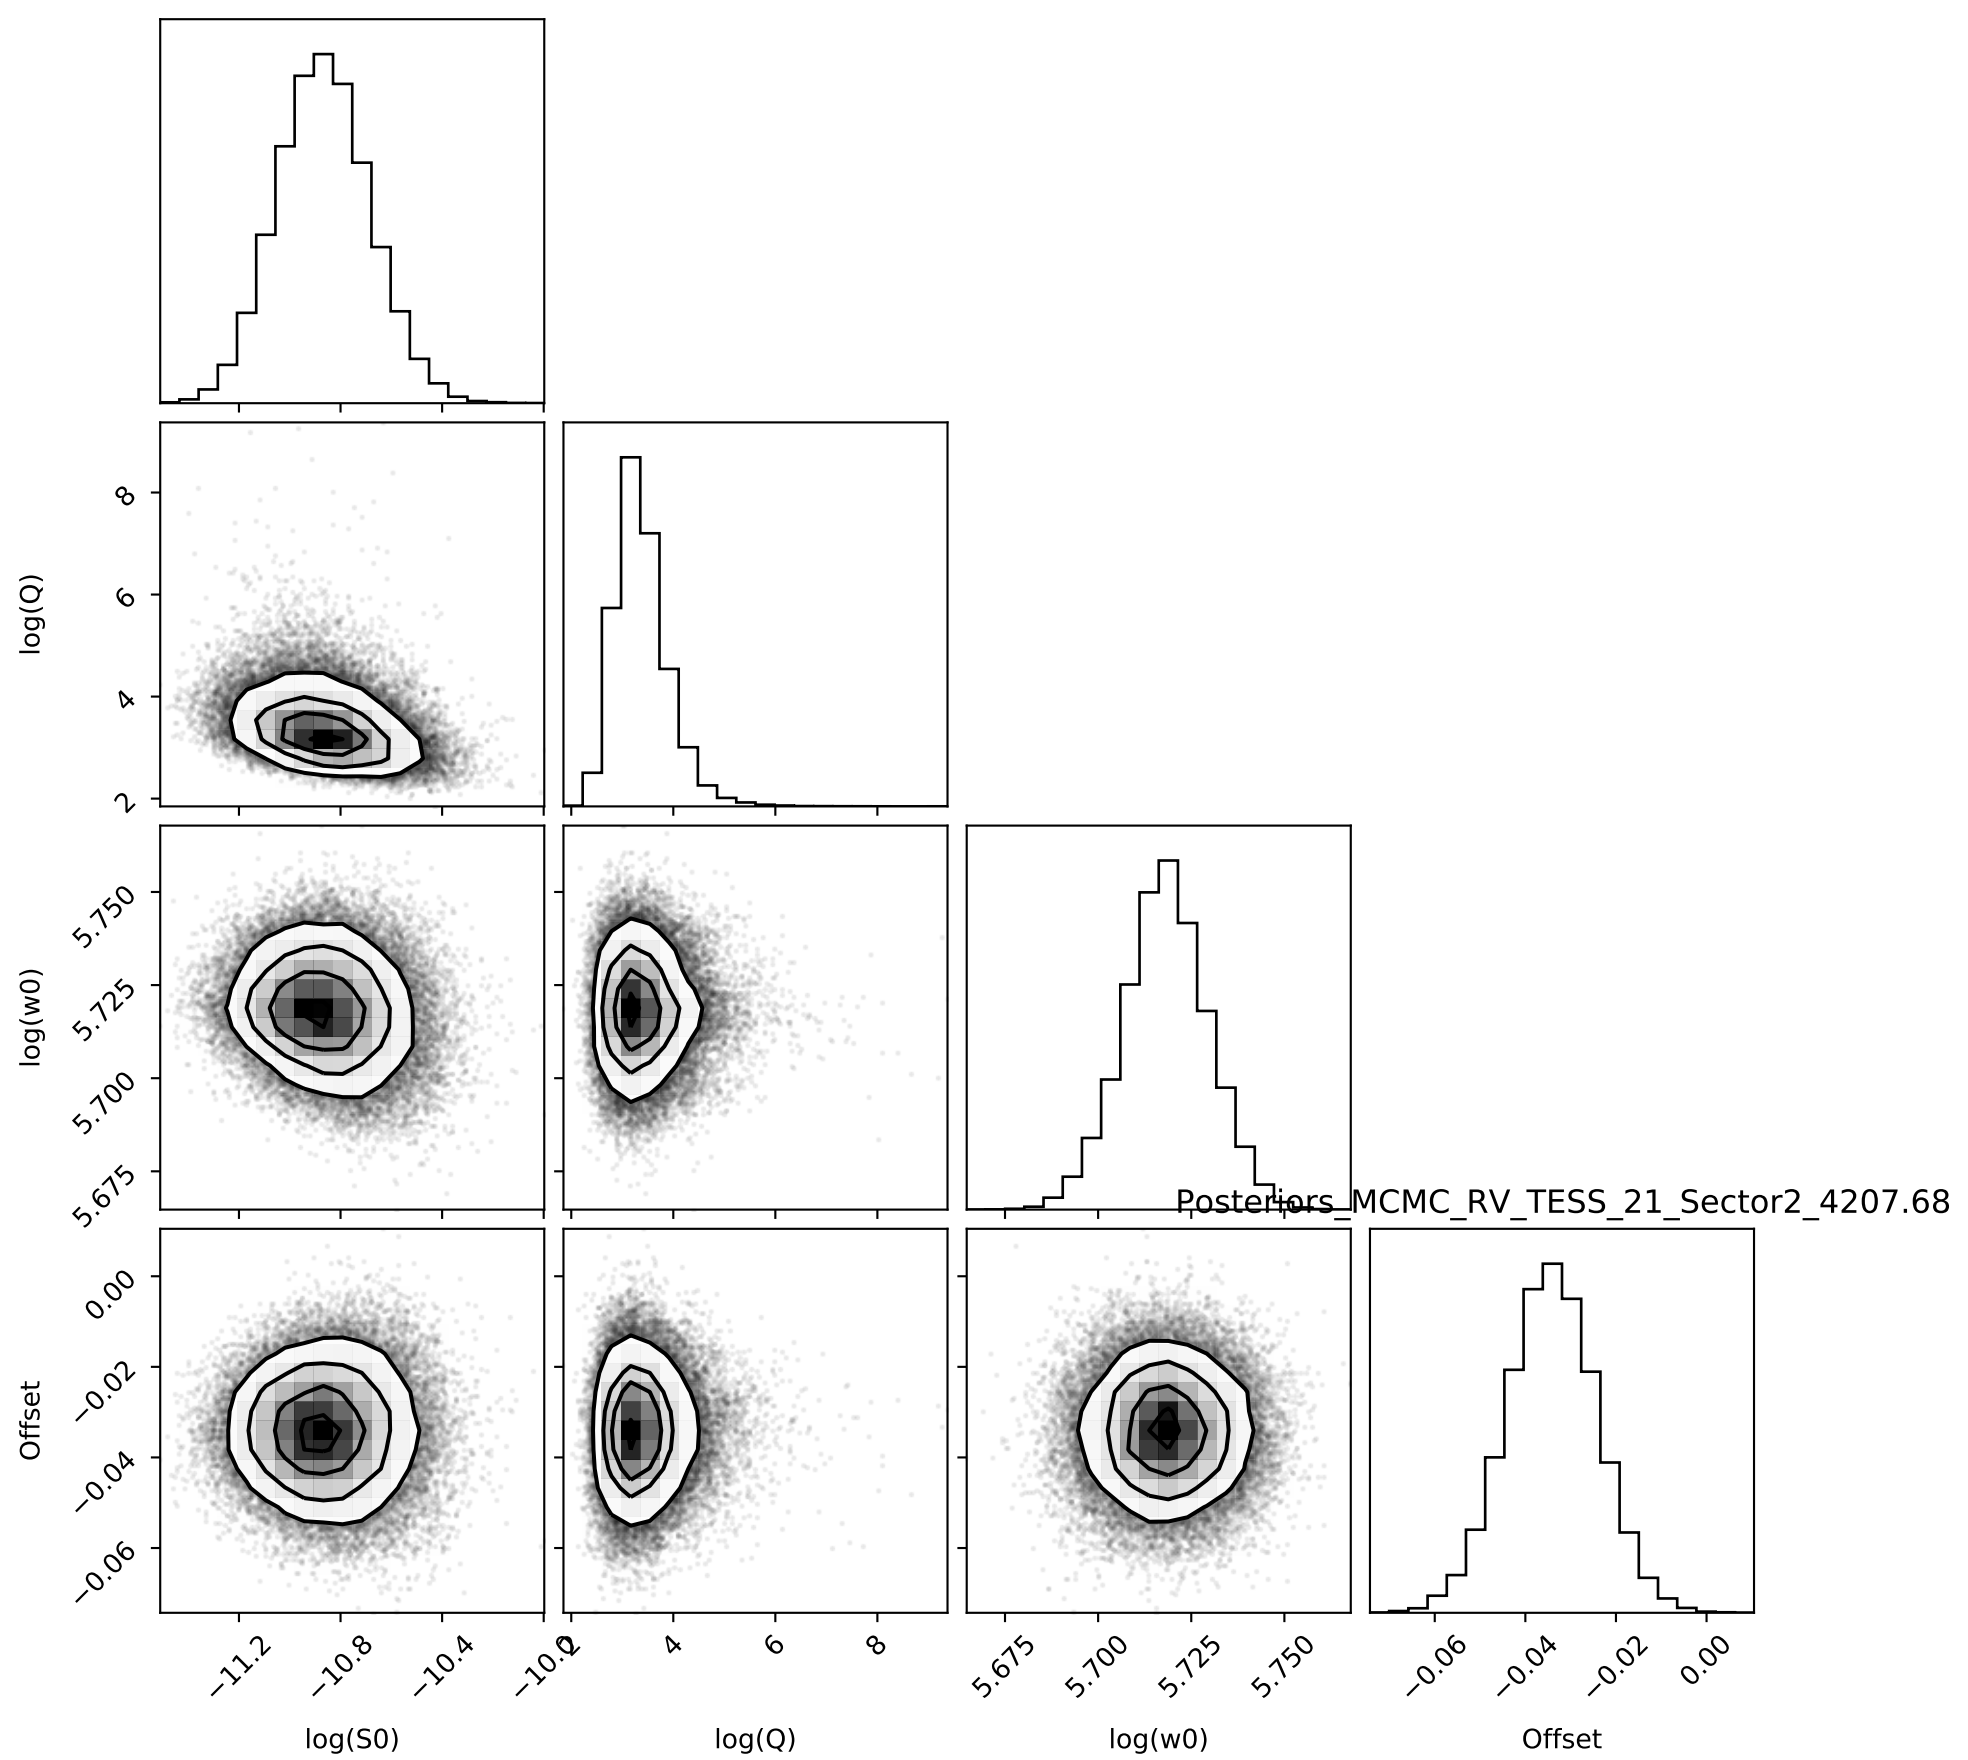 8
6
4
2
log(Q)
5.750
5.725
5.700
5.675
log(w0)
Posteriors_MCMC_RV_TESS_21_Sector2_4207.68
0.00
−0.02
−0.04
−0.06
Offset
−11.2 −10.8 −10.4 −10.0
2 4 6 8
5.675 5.700 5.725 5.750
−0.06 −0.04 −0.02 0.00
log(S0) log(Q) log(w0) Offset